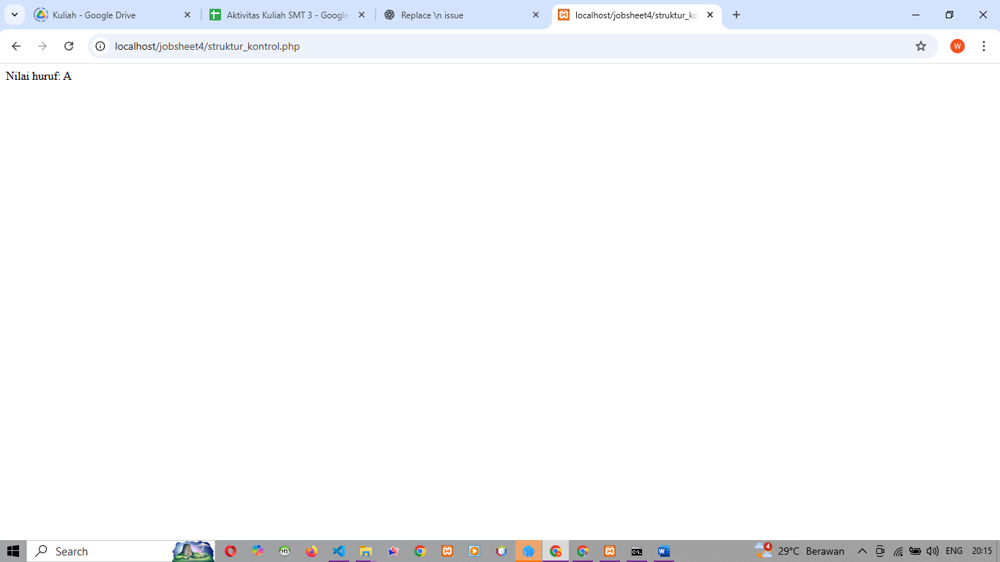 Kuliah - Google Drive
Aktivitas Kuliah SMT 3 - Google
Replace \n issue
localhost/jobsheet4/struktur_ko
localhost/jobsheet4/struktur_kontrol.php
W
Nilai huruf: A
Search
HS
C:\
W
4
29°C Berawan
ENG
20:15